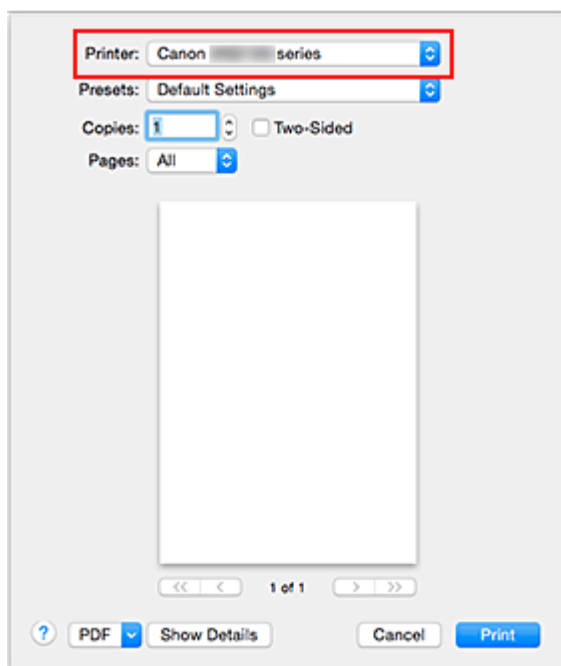 Printer: Canon series
Presets: Default Settings
Copies: 1 Two-Sided
Pages: All
<< < 1 of 1 > >>
? PDF Show Details Cancel Print